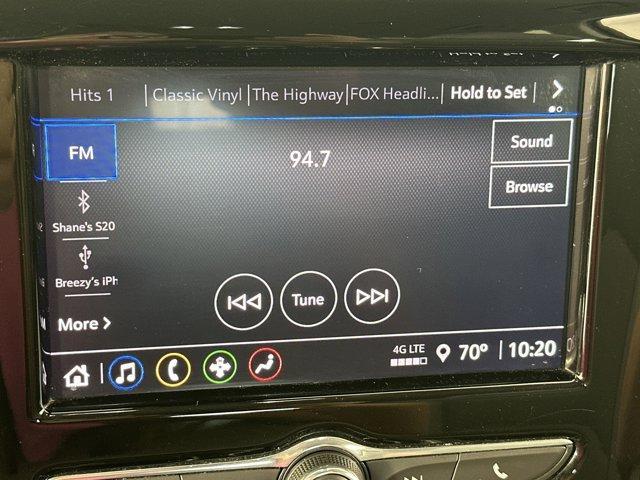 Hits 1 Classic Vinyl The Highway FOX Headli... Hold to Set
FM
94.7
Sound
Shane's S20
Browse
Breezy's iPh
Tune
More >
4G LTE
70° 10:20